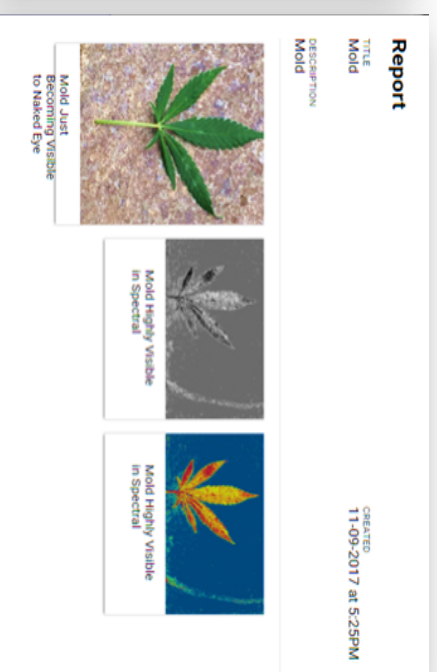 Report
TITLE
Mold
CREATED
11-09-2017 at 5:25PM
DESCRIPTION
Mold
Mold Just
Becoming Visible
to Naked Eye
Mold Highly Visible
in Spectral
Mold Highly Visible
in Spectral